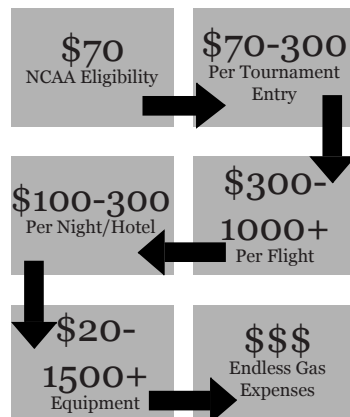 $70
NCAA Eligibility
$70-300
Per Tournament
Entry
$300-
1000+
Per Flight
$100-300
Per Night/Hotel
$20-
1500+
Equipment
$$$
Endless Gas
Expenses